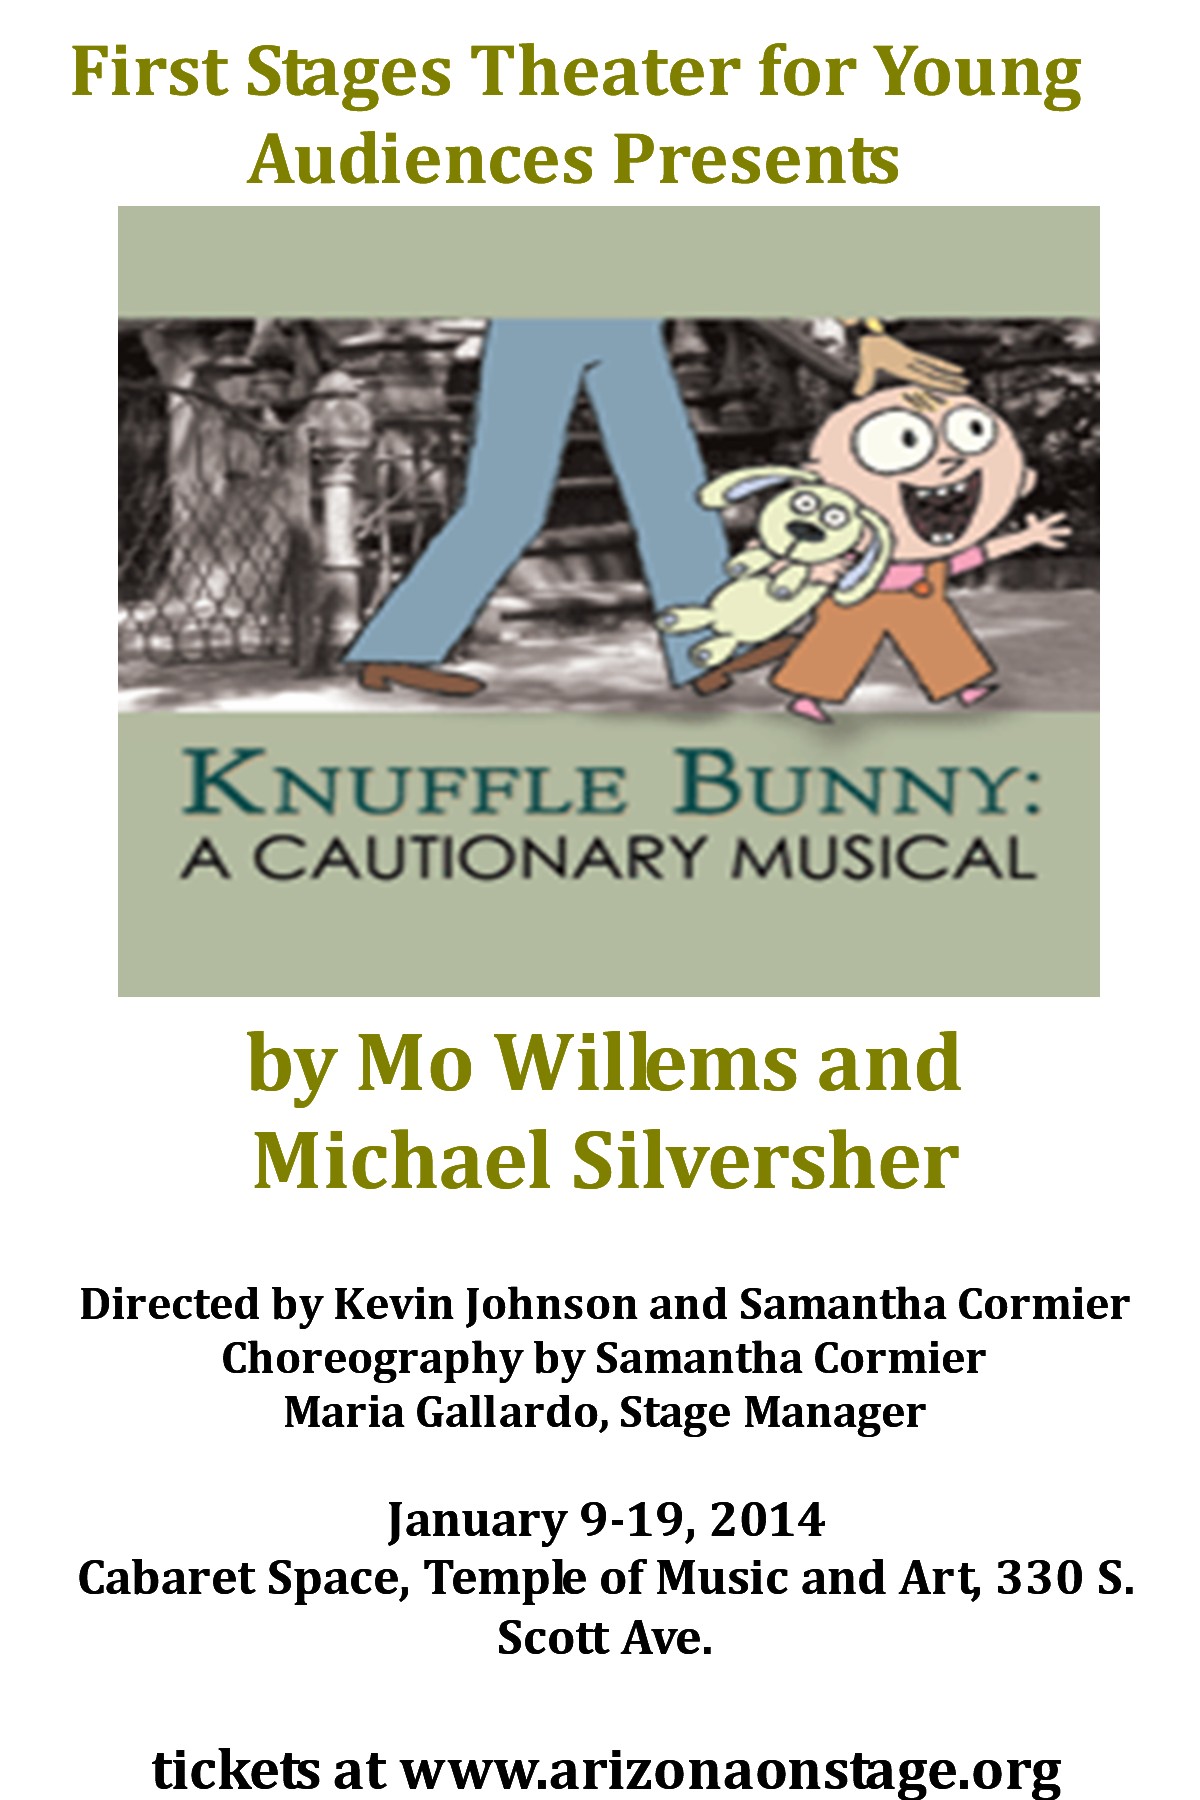 First Stages Theater for Young
Audiences Presents
KNUFFLE BUNNY:
A CAUTIONARY MUSICAL
by Mo Willems and
Michael Silversher
Directed by Kevin Johnson and Samantha Cormier
Choreography by Samantha Cormier
Maria Gallardo, Stage Manager
January 9-19, 2014
Cabaret Space, Temple of Music and Art, 330 S.
Scott Ave.
tickets at www.arizonaonstage.org